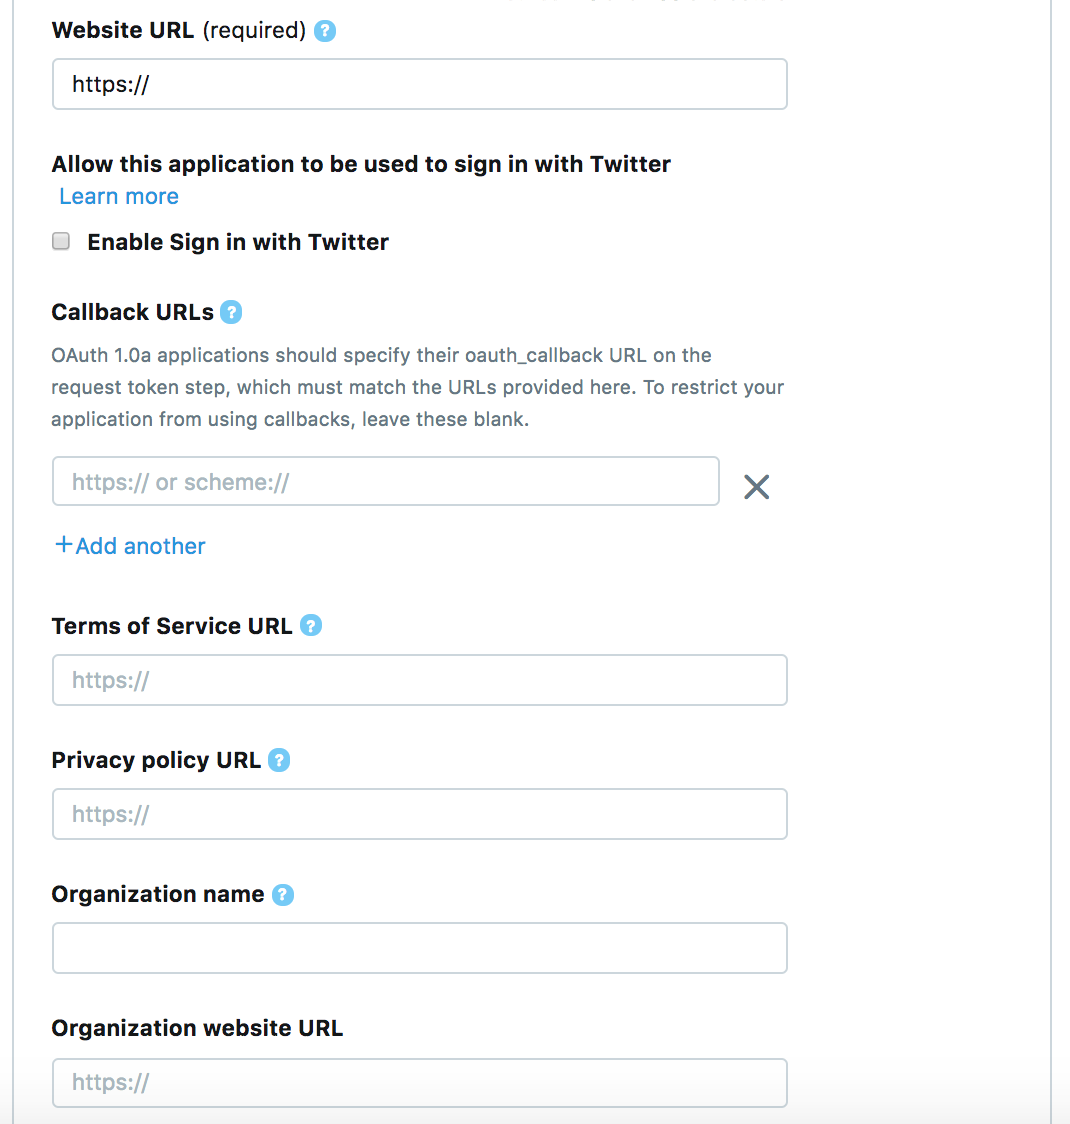 Website URL (required) ?
https://
Allow this application to be used to sign in with Twitter
Learn more
Enable Sign in with Twitter
Callback URLs ?
OAuth 1.0a applications should specify their oauth_callback URL on the
request token step, which must match the URLs provided here. To restrict your
application from using callbacks, leave these blank.
https:// or scheme://
+Add another
Terms of Service URL ?
https://
Privacy policy URL ?
https://
Organization name ?
Organization website URL
https://